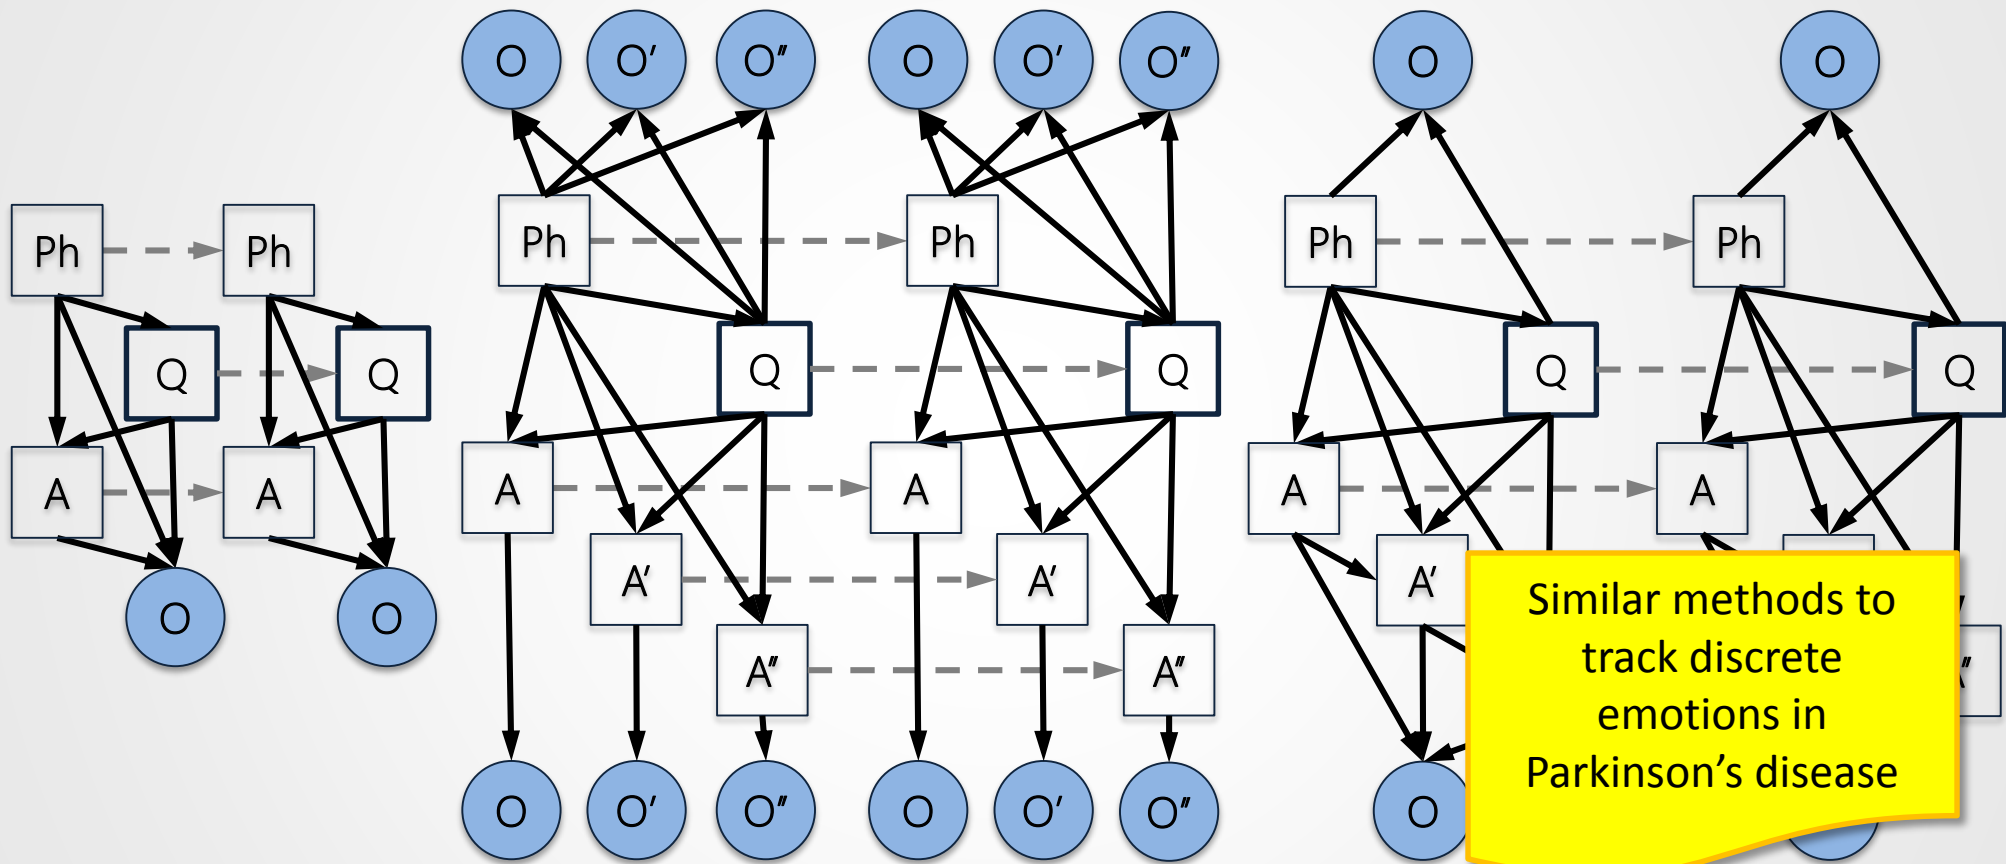 O O′ O″ O O′ O″ O O
Ph Ph Ph Ph Ph Ph
Q Q Q Q Q Q
A A A A A A
A′ A′ A′
O O
A″ A″ ″
O O′ O″ O O′ O″ O
Similar methods to
track discrete
emotions in
Parkinson’s disease